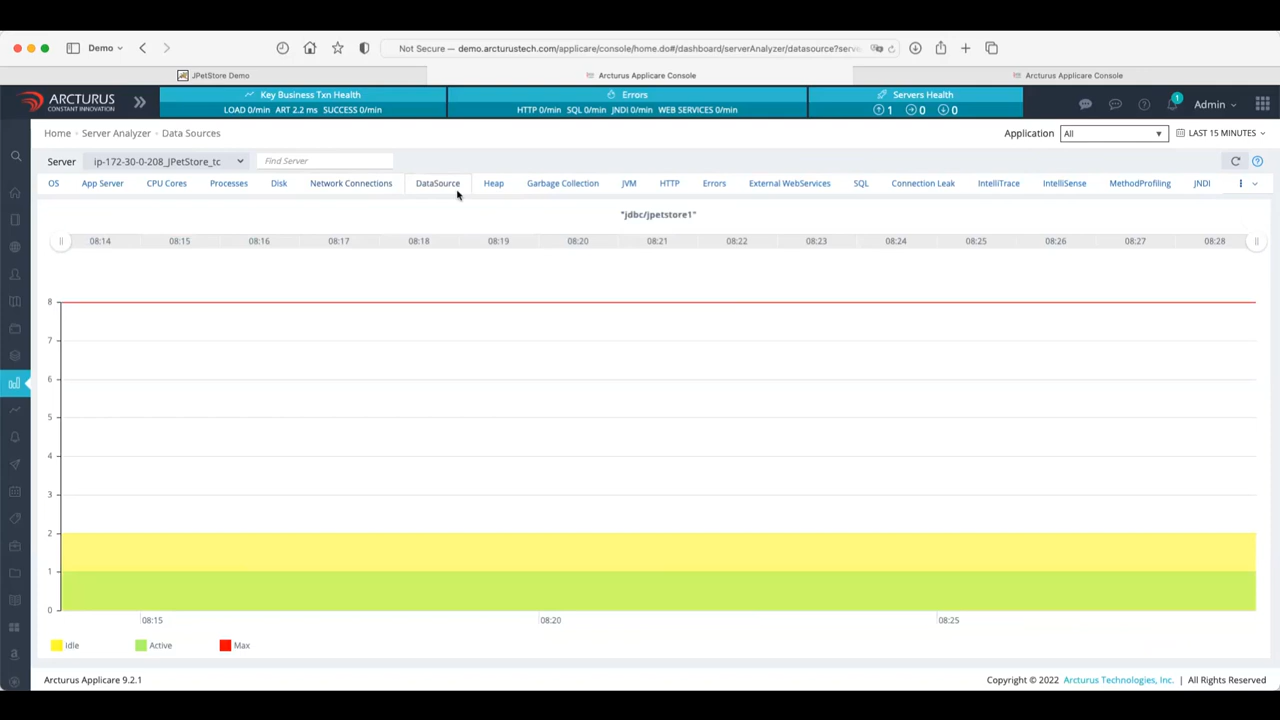 Demo
Not Secure — demo.arcturustech.com/applicare/console/home.do#/dashboard/serverAnalyzer/datasource?serv
JPetStore Demo
Arcturus Applicare Console
Arcturus Applicare Console
ARCTURUS
CONSTANT INNOVATION
Key Business Txn Health
LOAD 0/min ART 2.2 ms SUCCESS 0/min
Errors
HTTP 0/min SQL 0/min JNDI 0/min WEB SERVICES 0/min
Servers Health
1 0 0
1
Admin
Home Server Analyzer Data Sources
Application All LAST 15 MINUTES
Server ip-172-30-0-208_JPetStore_tc Find Server
OS App Server CPU Cores Processes Disk Network Connections DataSource Heap Garbage Collection JVM HTTP Errors External WebServices SQL Connection Leak IntelliTrace IntelliSense MethodProfiling JNDI
"jdbc/jpetstore1"
08:14 08:15 08:16 08:17 08:18 08:19 08:20 08:21 08:22 08:23 08:24 08:25 08:26 08:27 08:28
8
7
6
5
4
3
2
1
0
08:15 08:20 08:25
Idle Active Max
Arcturus Applicare 9.2.1
Copyright © 2022 Arcturus Technologies, Inc. | All Rights Reserved